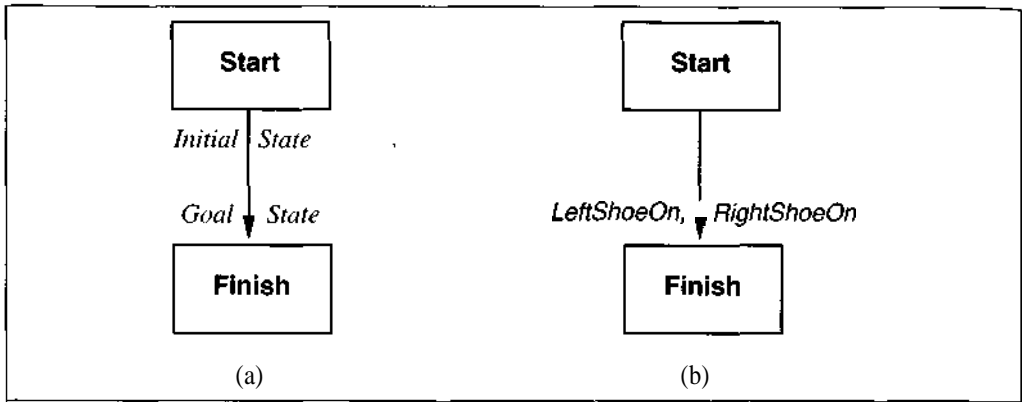 Start
Initial State
Goal State
Finish
(a)
Start
LeftShoeOn, RightShoeOn
Finish
(b)